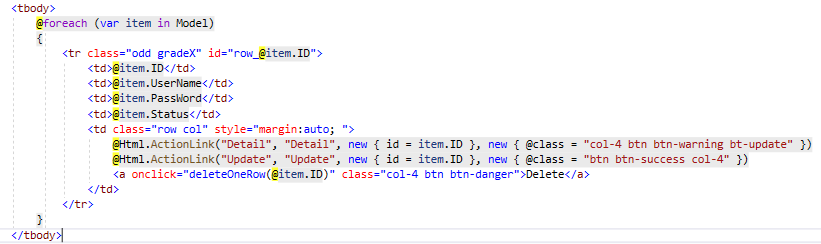 <tbody>
@foreach (var item in Model)
{
<tr class="odd gradeX" id="row_@item.ID">
<td>@item.ID</td>
<td>@item.UserName</td>
<td>@item.PassWord</td>
<td>@item.Status</td>
<td class="row col" style="margin:auto; ">
@Html.ActionLink("Detail", "Detail", new { id = item.ID }, new { @class = "col-4 btn btn-warning bt-update" })
@Html.ActionLink("Update", "Update", new { id = item.ID }, new { @class = "btn btn-success col-4" })
<a onclick="deleteOneRow(@item.ID)" class="col-4 btn btn-danger">Delete</a>
</td>
</tr>
}
</tbody>